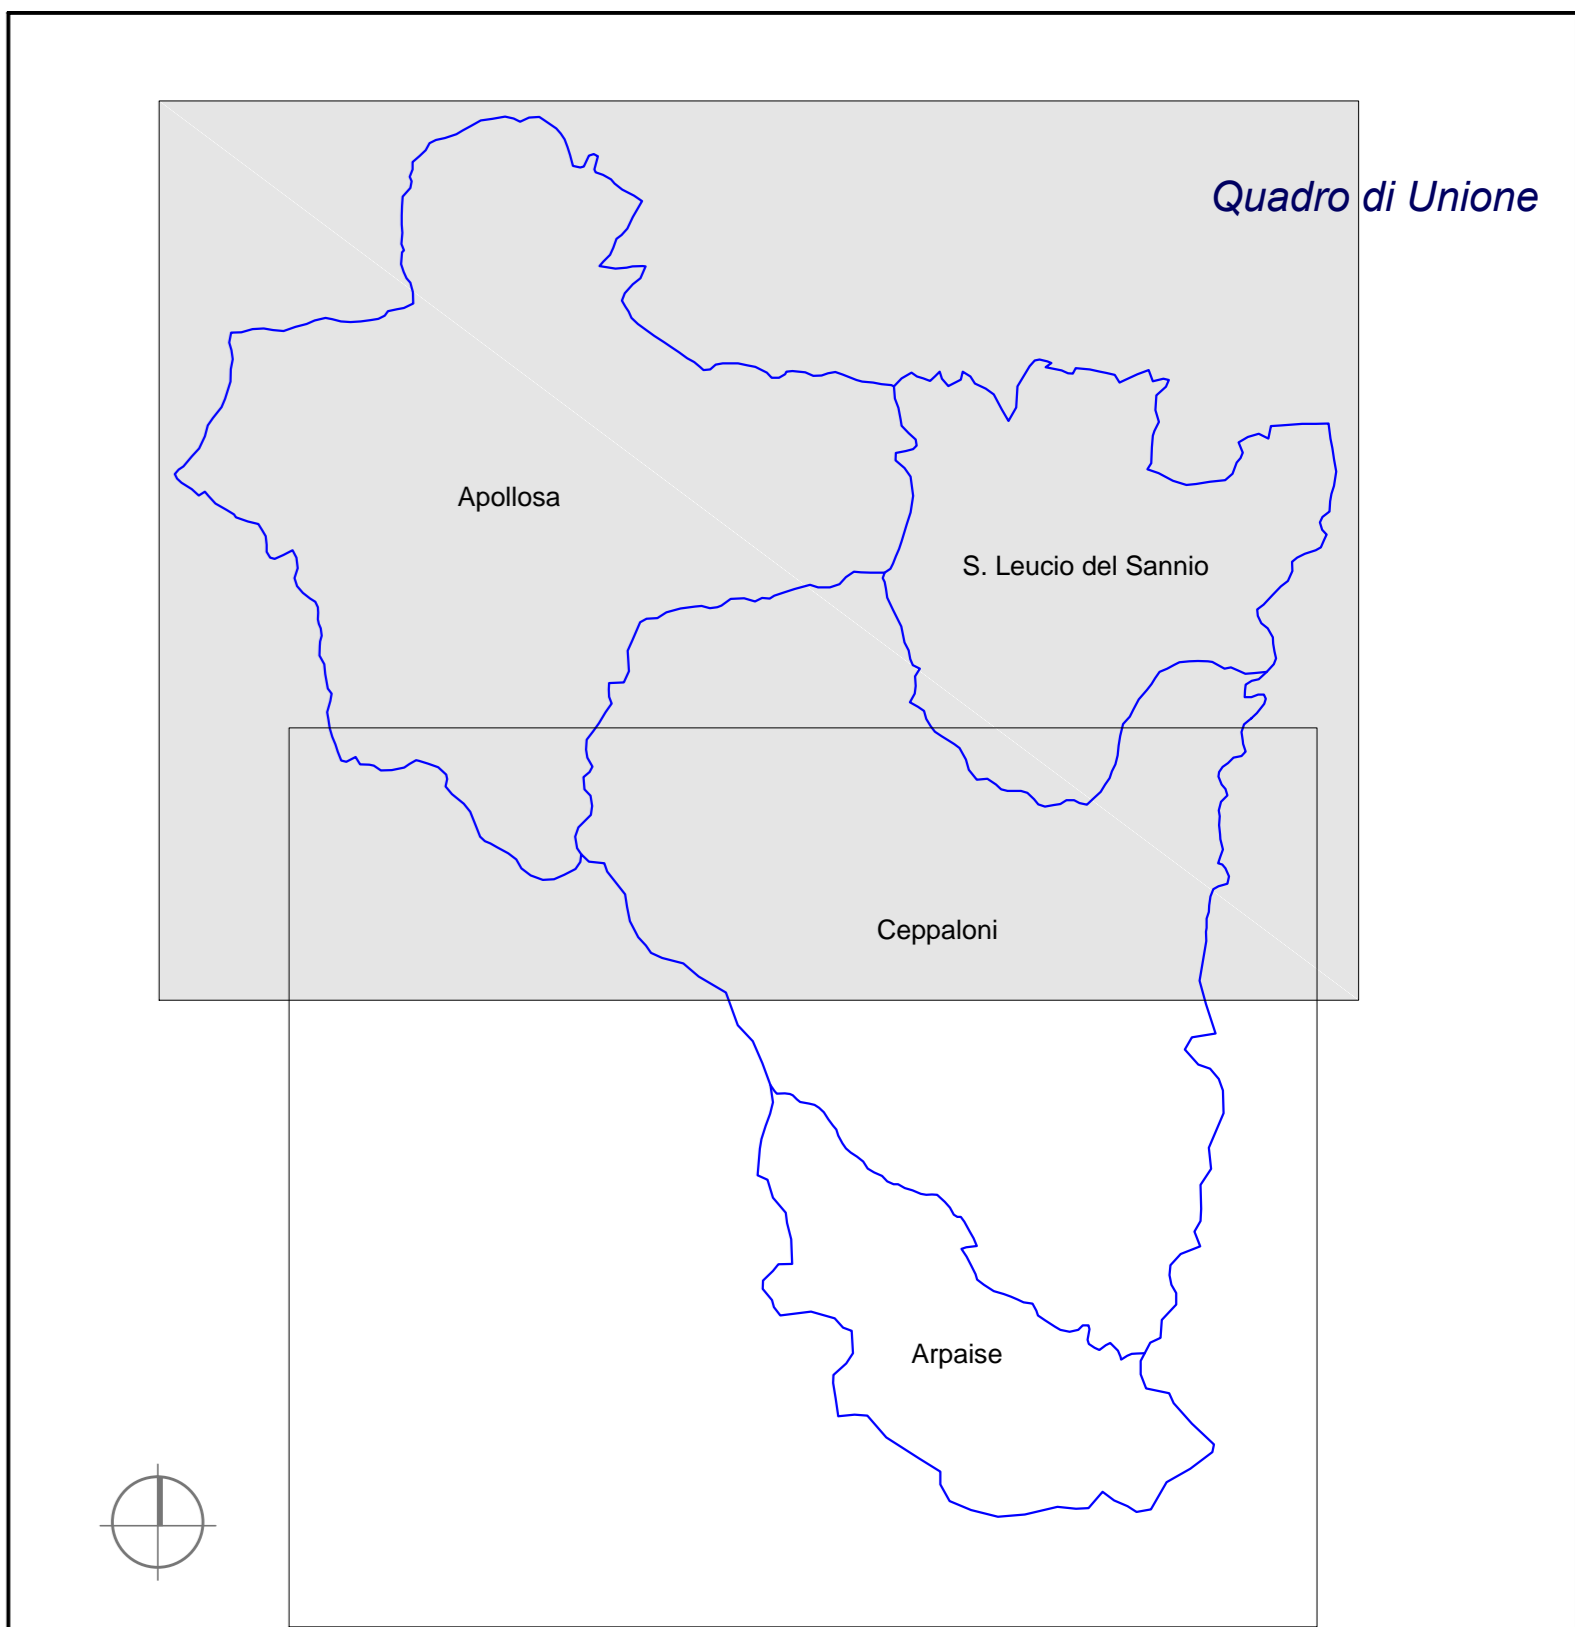 Quadro di Unione
Apollosa
S. Leucio del Sannio
Ceppaloni
Arpaise